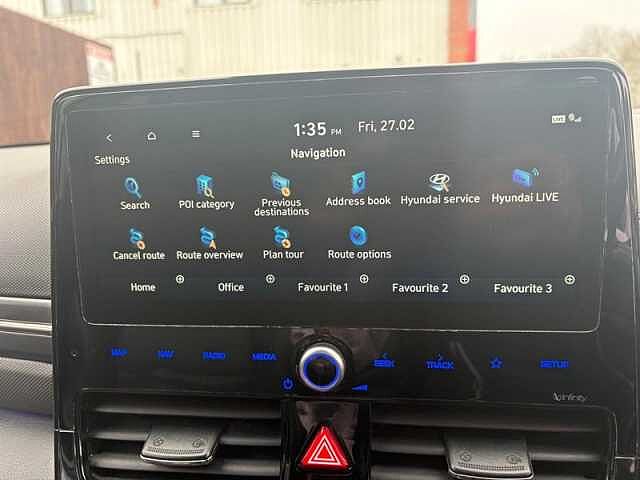 1:35 PM Fri, 27.02
LIVE
Settings
Navigation
Search
POI category
Previous
destinations
Address book
Hyundai service
Hyundai LIVE
Cancel route
Route overview
Plan tour
Route options
Home
Office
Favourite 1
Favourite 2
Favourite 3
MAP
NAV
RADIO
MEDIA
SEEK
TRACK
SETUP
Infinity